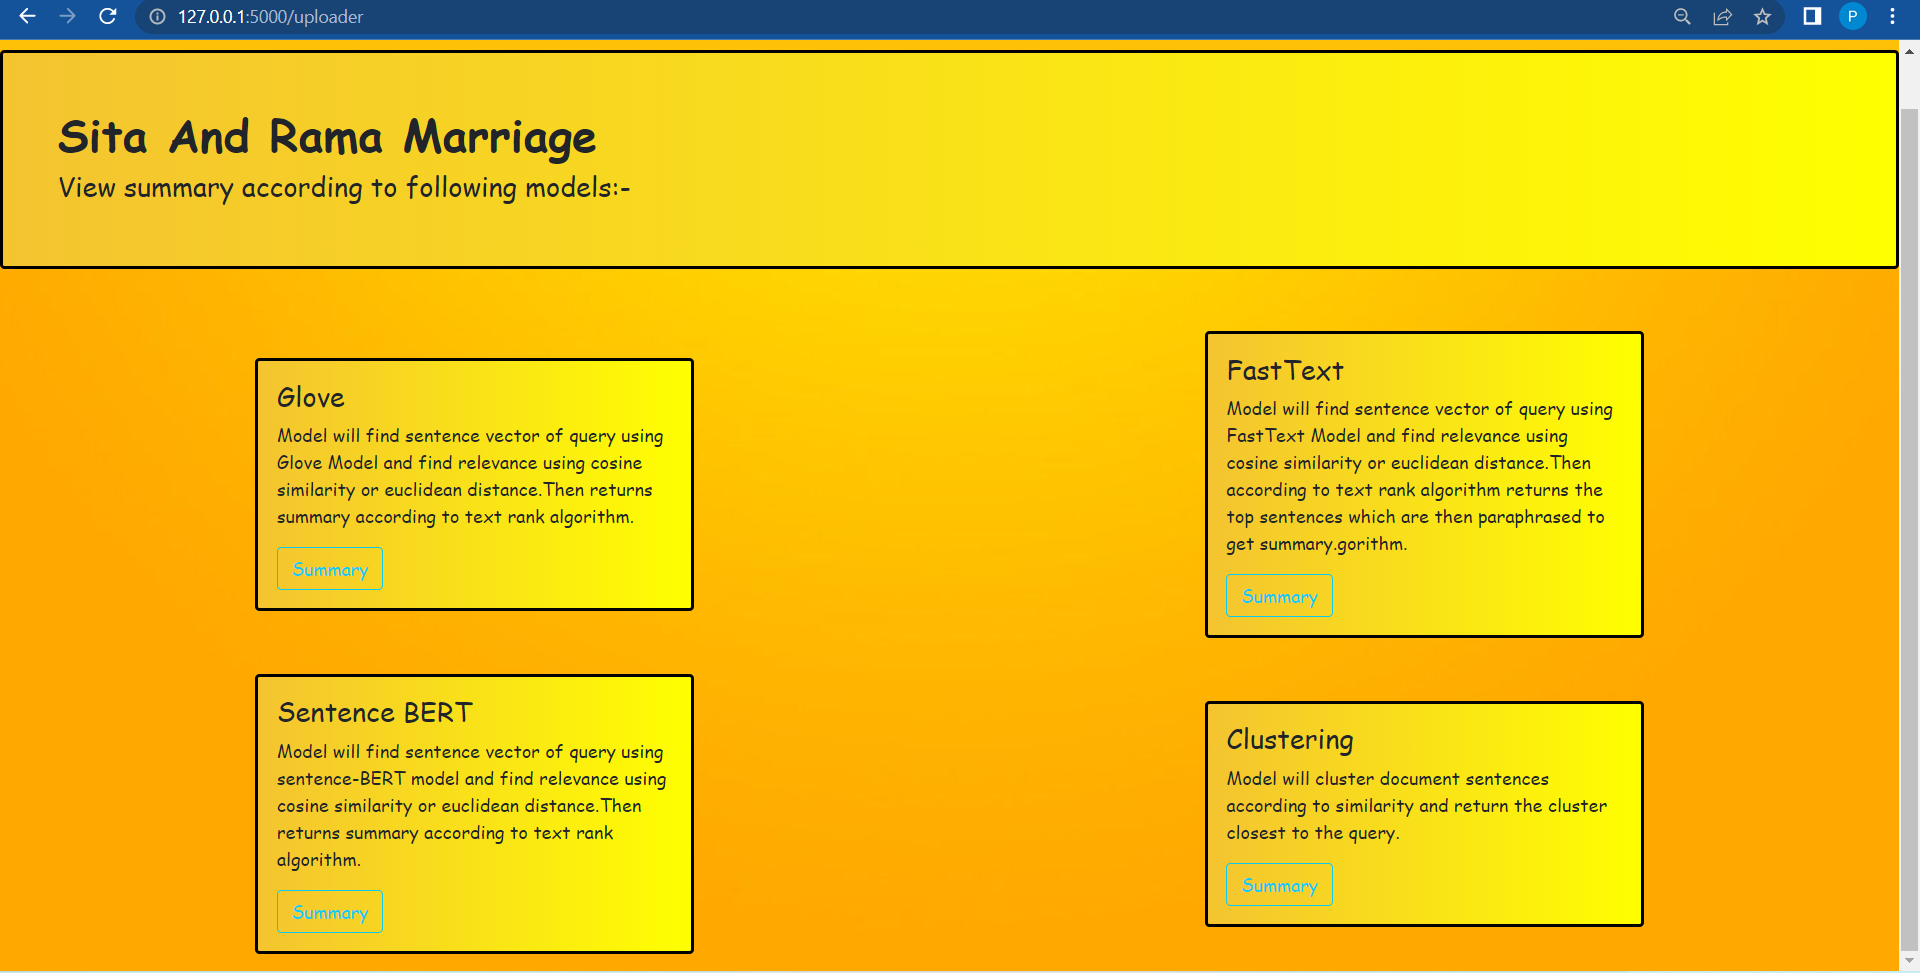 127.0.0.1:5000/uploader
P
Sita And Rama Marriage
View summary according to following models:-
Glove
Model will find sentence vector of query using
Glove Model and find relevance using cosine
similarity or euclidean distance.Then returns
summary according to text rank algorithm.
Summary
FastText
Model will find sentence vector of query using
FastText Model and find relevance using
cosine similarity or euclidean distance.Then
according to text rank algorithm returns the
top sentences which are then paraphrased to
get summary.gorithm.
Summary
Sentence BERT
Model will find sentence vector of query using
sentence-BERT model and find relevance using
cosine similarity or euclidean distance.Then
returns summary according to text rank
algorithm.
Summary
Clustering
Model will cluster document sentences
according to similarity and return the cluster
closest to the query.
Summary